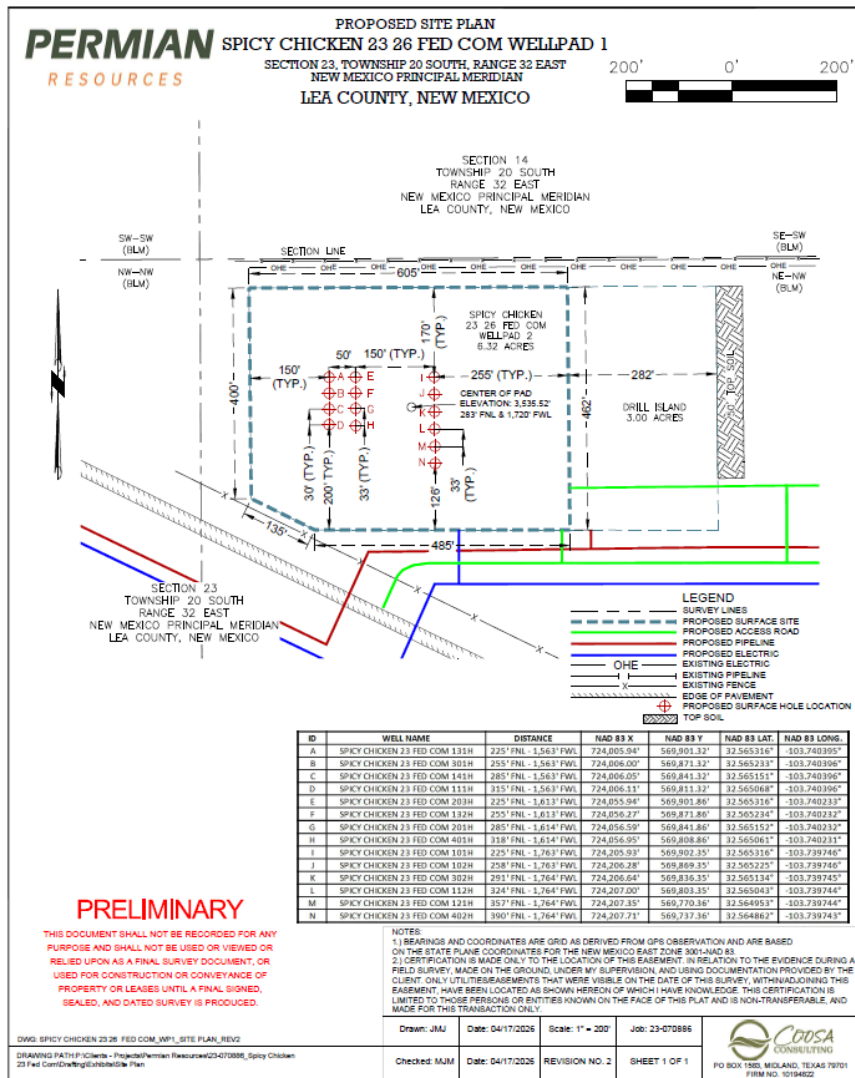 PERMIAN
RESOURCES
PROPOSED SITE PLAN
SPICY CHICKEN 23 26 FED COM WELLPAD 1
SECTION 23, TOWNSHIP 20 SOUTH, RANGE 32 EAST
NEW MEXICO PRINCIPAL MERIDIAN
LEA COUNTY, NEW MEXICO
200' 0' 200'
SECTION 14
TOWNSHIP 20 SOUTH
RANGE 32 EAST
NEW MEXICO PRINCIPAL MERIDIAN
LEA COUNTY, NEW MEXICO
SW-SW
(BLM)
NW-NW
(BLM)
SE-SW
(BLM)
NE-NW
(BLM)
SECTION LINE
OHE OHE OHE OHE OHE OHE OHE OHE OHE OHE OHE
605'
SPICY CHICKEN
23 26 FED COM
WELLPAD 2
6.32 ACRES
170'
(TYP.)
50'
150' (TYP.)
150'
(TYP.)
400'
A E
B F
C G
D H
I
J
K
L
M
N
255' (TYP.)
282'
CENTER OF PAD
ELEVATION: 3,535.52'
283' FNL & 1,720' FWL
462'
DRILL ISLAND
3.00 ACRES
50' TOP SOIL
30' (TYP.)
200' (TYP.)
33' (TYP.)
126'
33'
(TYP.)
135'
485'
SECTION 23
TOWNSHIP 20 SOUTH
RANGE 32 EAST
NEW MEXICO PRINCIPAL MERIDIAN
LEA COUNTY, NEW MEXICO
LEGEND
SURVEY LINES
PROPOSED SURFACE SITE
PROPOSED ACCESS ROAD
PROPOSED PIPELINE
PROPOSED ELECTRIC
OHE EXISTING ELECTRIC
EXISTING PIPELINE
X EXISTING FENCE
EDGE OF PAVEMENT
PROPOSED SURFACE HOLE LOCATION
TOP SOIL
ID WELL NAME DISTANCE NAD 83 X NAD 83 Y NAD 83 LAT. NAD 83 LONG.
A SPICY CHICKEN 23 FED COM 131H 225' FNL - 1,563' FWL 724,005.94' 569,901.32' 32.565316° -103.740395°
B SPICY CHICKEN 23 FED COM 301H 255' FNL - 1,563' FWL 724,006.00' 569,871.32' 32.565233° -103.740396°
C SPICY CHICKEN 23 FED COM 141H 285' FNL - 1,563' FWL 724,006.05' 569,841.32' 32.565151° -103.740396°
D SPICY CHICKEN 23 FED COM 111H 315' FNL - 1,563' FWL 724,006.11' 569,811.32' 32.565068° -103.740396°
E SPICY CHICKEN 23 FED COM 203H 225' FNL - 1,613' FWL 724,055.94' 569,901.86' 32.565316° -103.740233°
F SPICY CHICKEN 23 FED COM 132H 255' FNL - 1,613' FWL 724,056.27' 569,871.86' 32.565234° -103.740232°
G SPICY CHICKEN 23 FED COM 201H 285' FNL - 1,614' FWL 724,056.59' 569,841.86' 32.565152° -103.740232°
H SPICY CHICKEN 23 FED COM 401H 318' FNL - 1,614' FWL 724,056.95' 569,808.86' 32.565061° -103.740231°
I SPICY CHICKEN 23 FED COM 101H 225' FNL - 1,763' FWL 724,205.93' 569,902.35' 32.565316° -103.739746°
J SPICY CHICKEN 23 FED COM 102H 258' FNL - 1,763' FWL 724,206.28' 569,869.35' 32.565225° -103.739746°
K SPICY CHICKEN 23 FED COM 302H 291' FNL - 1,764' FWL 724,206.64' 569,836.35' 32.565134° -103.739745°
L SPICY CHICKEN 23 FED COM 112H 324' FNL - 1,764' FWL 724,207.00' 569,803.35' 32.565043° -103.739744°
M SPICY CHICKEN 23 FED COM 121H 357' FNL - 1,764' FWL 724,207.35' 569,770.36' 32.564953° -103.739744°
N SPICY CHICKEN 23 FED COM 402H 390' FNL - 1,764' FWL 724,207.71' 569,737.36' 32.564862° -103.739743°
PRELIMINARY
THIS DOCUMENT SHALL NOT BE RECORDED FOR ANY
PURPOSE AND SHALL NOT BE USED OR VIEWED OR
RELIED UPON AS A FINAL SURVEY DOCUMENT, OR
USED FOR CONSTRUCTION OR CONVEYANCE OF
PROPERTY OR LEASES UNTIL A FINAL SIGNED,
SEALED, AND DATED SURVEY IS PRODUCED.
NOTES:
1.) BEARINGS AND COORDINATES ARE GRID AS DERIVED FROM GPS OBSERVATION AND ARE BASED
ON THE STATE PLANE COORDINATES FOR THE NEW MEXICO EAST ZONE 3001-NAD 83.
2.) CERTIFICATION IS MADE ONLY TO THE LOCATION OF THIS EASEMENT, IN RELATION TO THE EVIDENCE DURING A
FIELD SURVEY, MADE ON THE GROUND, UNDER MY SUPERVISION, AND USING DOCUMENTATION PROVIDED BY THE
CLIENT. ONLY UTILITIES/EASEMENTS THAT WERE VISIBLE ON THE DATE OF THIS SURVEY, WITHIN/ADJOINING THIS
EASEMENT, HAVE BEEN LOCATED AS SHOWN HEREON OF WHICH I HAVE KNOWLEDGE. THIS CERTIFICATION IS
LIMITED TO THOSE PERSONS OR ENTITIES KNOWN ON THE FACE OF THIS PLAT AND IS NON-TRANSFERABLE, AND
MADE FOR THIS TRANSACTION ONLY.
DWG: SPICY CHICKEN 23 26 FED COM_WP1_SITE PLAN_REV2
DRAWING PATH:P:\Clients - Projects\Permian Resources\23-070886_Spicy Chicken
23 Fed Com\Drafting\Exhibits\Site Plan
Drawn: JMJ Date: 04/17/2026 Scale: 1" = 200' Job: 23-070886
Checked: MJM Date: 04/17/2026 REVISION NO. 2 SHEET 1 OF 1
COOSA
CONSULTING
PO BOX 1583, MIDLAND, TEXAS 79701
FIRM NO. 10194822